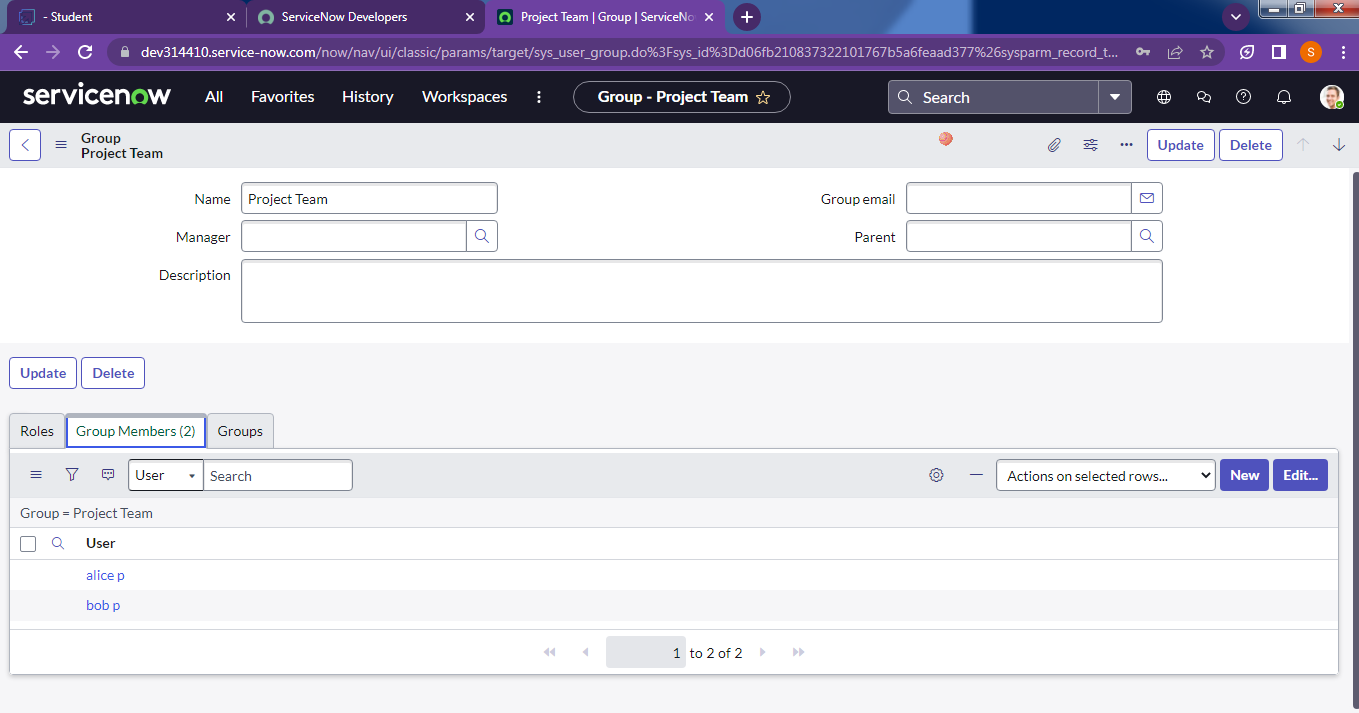 - Student
ServiceNow Developers
Project Team | Group | ServiceNo
dev314410.service-now.com/now/nav/ui/classic/params/target/sys_user_group.do%3Fsys_id%3Dd06fb210837322101767b5a6feaad377%26sysparm_record_t...
S
servicenow
All
Favorites
History
Workspaces
Group - Project Team
Search
Group
Project Team
Update
Delete
Name
Project Team
Group email
Manager
Parent
Description
Update
Delete
Roles
Group Members (2)
Groups
User
Search
Actions on selected rows...
New
Edit...
Group = Project Team
User
alice p
bob p
1 to 2 of 2